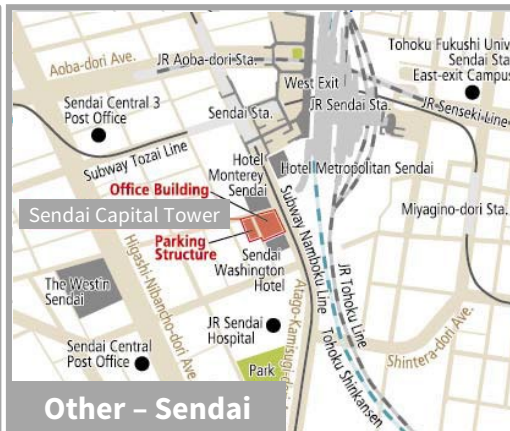 Tohoku Fukushi Univ
Sendai Sta.
East-exit Campus
Aoba-dori Ave.
JR Aoba-dori Sta.
West Exit
Sendai Central 3
Post Office
Sendai Sta.
JR Sendai Sta.
JR Senseki Line
Subway Tozai Line
Hotel
Monterey
Sendai
Hotel Metropolitan Sendai
Office Building
Sendai Capital Tower
Miyagino-dori Sta.
Parking
Structure
Subway Namboku Line
Sendai
Washington
Hotel
Higashi-Nibancho-dori Ave.
The Westin
Sendai
JR Tohoku Line
JR Sendai
Hospital
Shintera-dori Ave.
Sendai Central
Post Office
Park
Tohoku Shinkansen
Other – Sendai